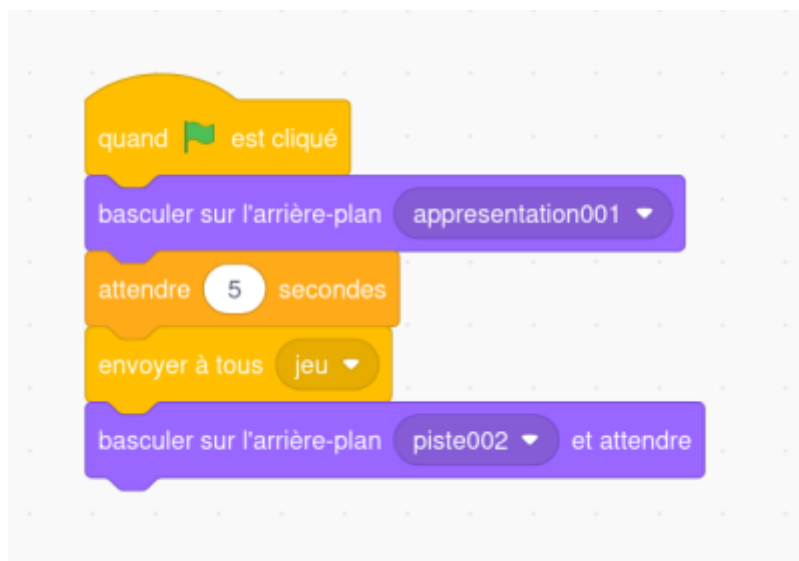 quand est cliqué
basculer sur l'arrière-plan appresentation001
attendre 5 secondes
envoyer à tous jeu
basculer sur l'arrière-plan piste002 et attendre